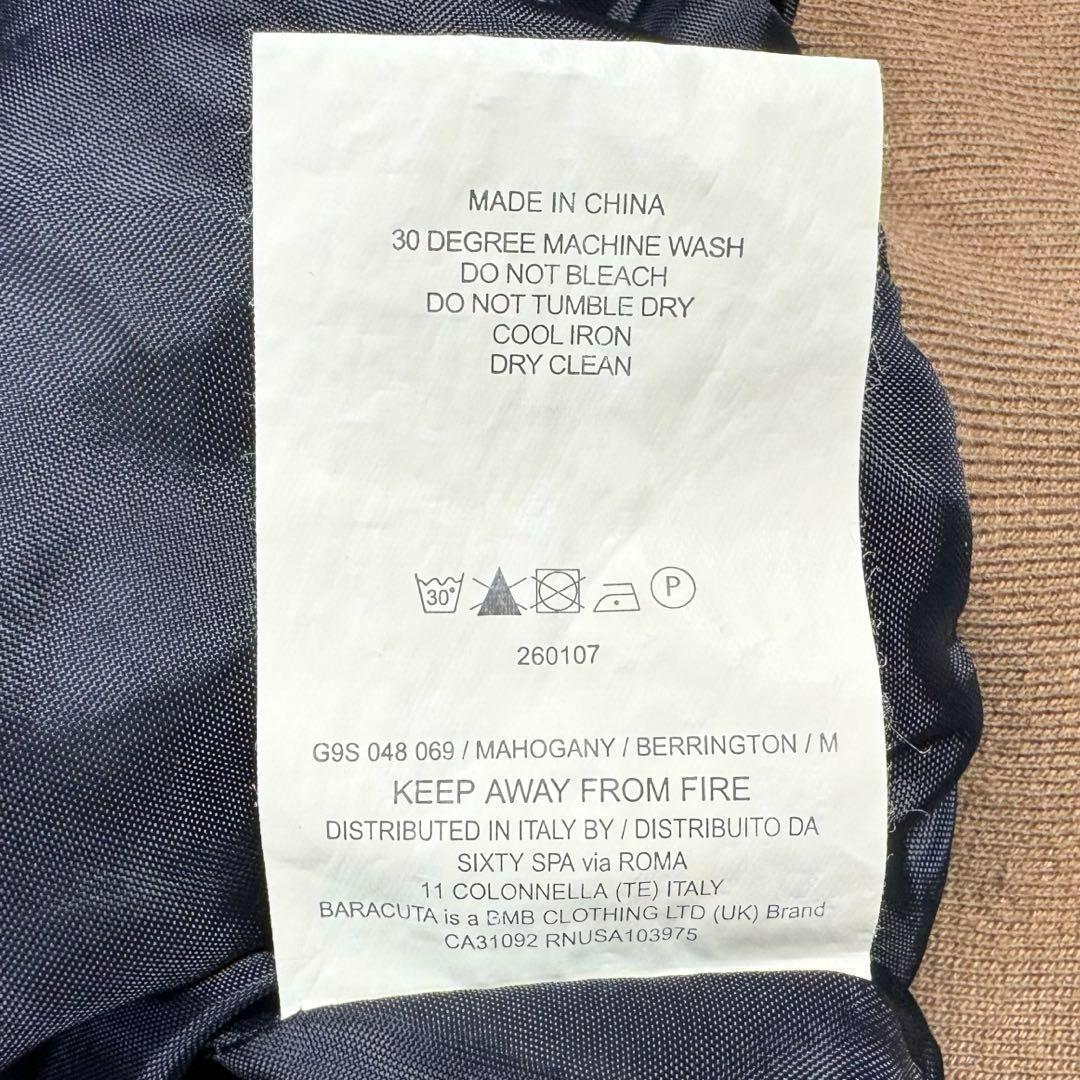 MADE IN CHINA
30 DEGREE MACHINE WASH
DO NOT BLEACH
DO NOT TUMBLE DRY
COOL IRON
DRY CLEAN
30° P
260107
G9S 048 069 / MAHOGANY / BERRINGTON / M
KEEP AWAY FROM FIRE
DISTRIBUTED IN ITALY BY / DISTRIBUITO DA
SIXTY SPA via ROMA
11 COLONNELLA (TE) ITALY
BARACUTA is a BMB CLOTHING LTD (UK) Brand
CA31092 RNUSA103975